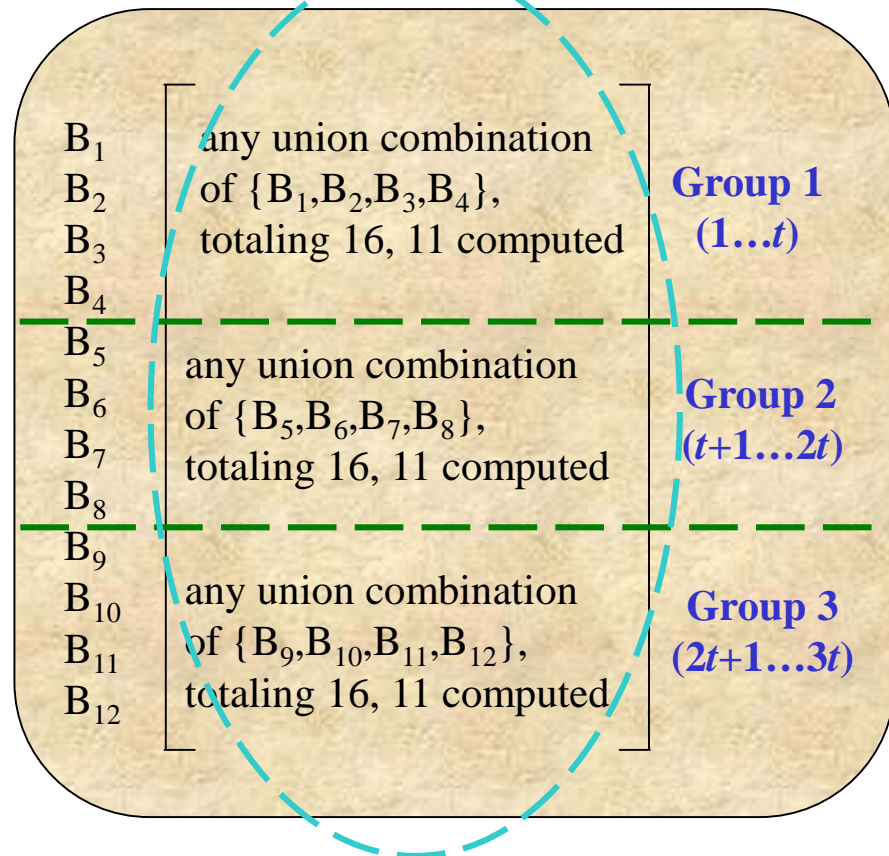 B₁
B₂
B₃
B₄
any union combination
of {B₁,B₂,B₃,B₄},
totaling 16, 11 computed
Group 1
(1…t)
B₅
B₆
B₇
B₈
any union combination
of {B₅,B₆,B₇,B₈},
totaling 16, 11 computed
Group 2
(t+1…2t)
B₉
B₁₀
B₁₁
B₁₂
any union combination
of {B₉,B₁₀,B₁₁,B₁₂},
totaling 16, 11 computed
Group 3
(2t+1…3t)